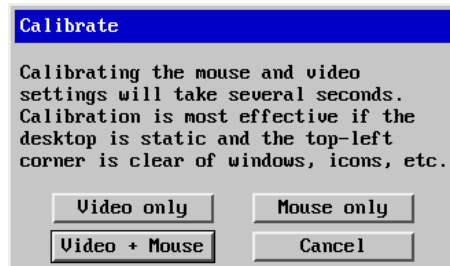 Calibrate
Calibrating the mouse and video
settings will take several seconds.
Calibration is most effective if the
desktop is static and the top-left
corner is clear of windows, icons, etc.
Video only
Mouse only
Video + Mouse
Cancel